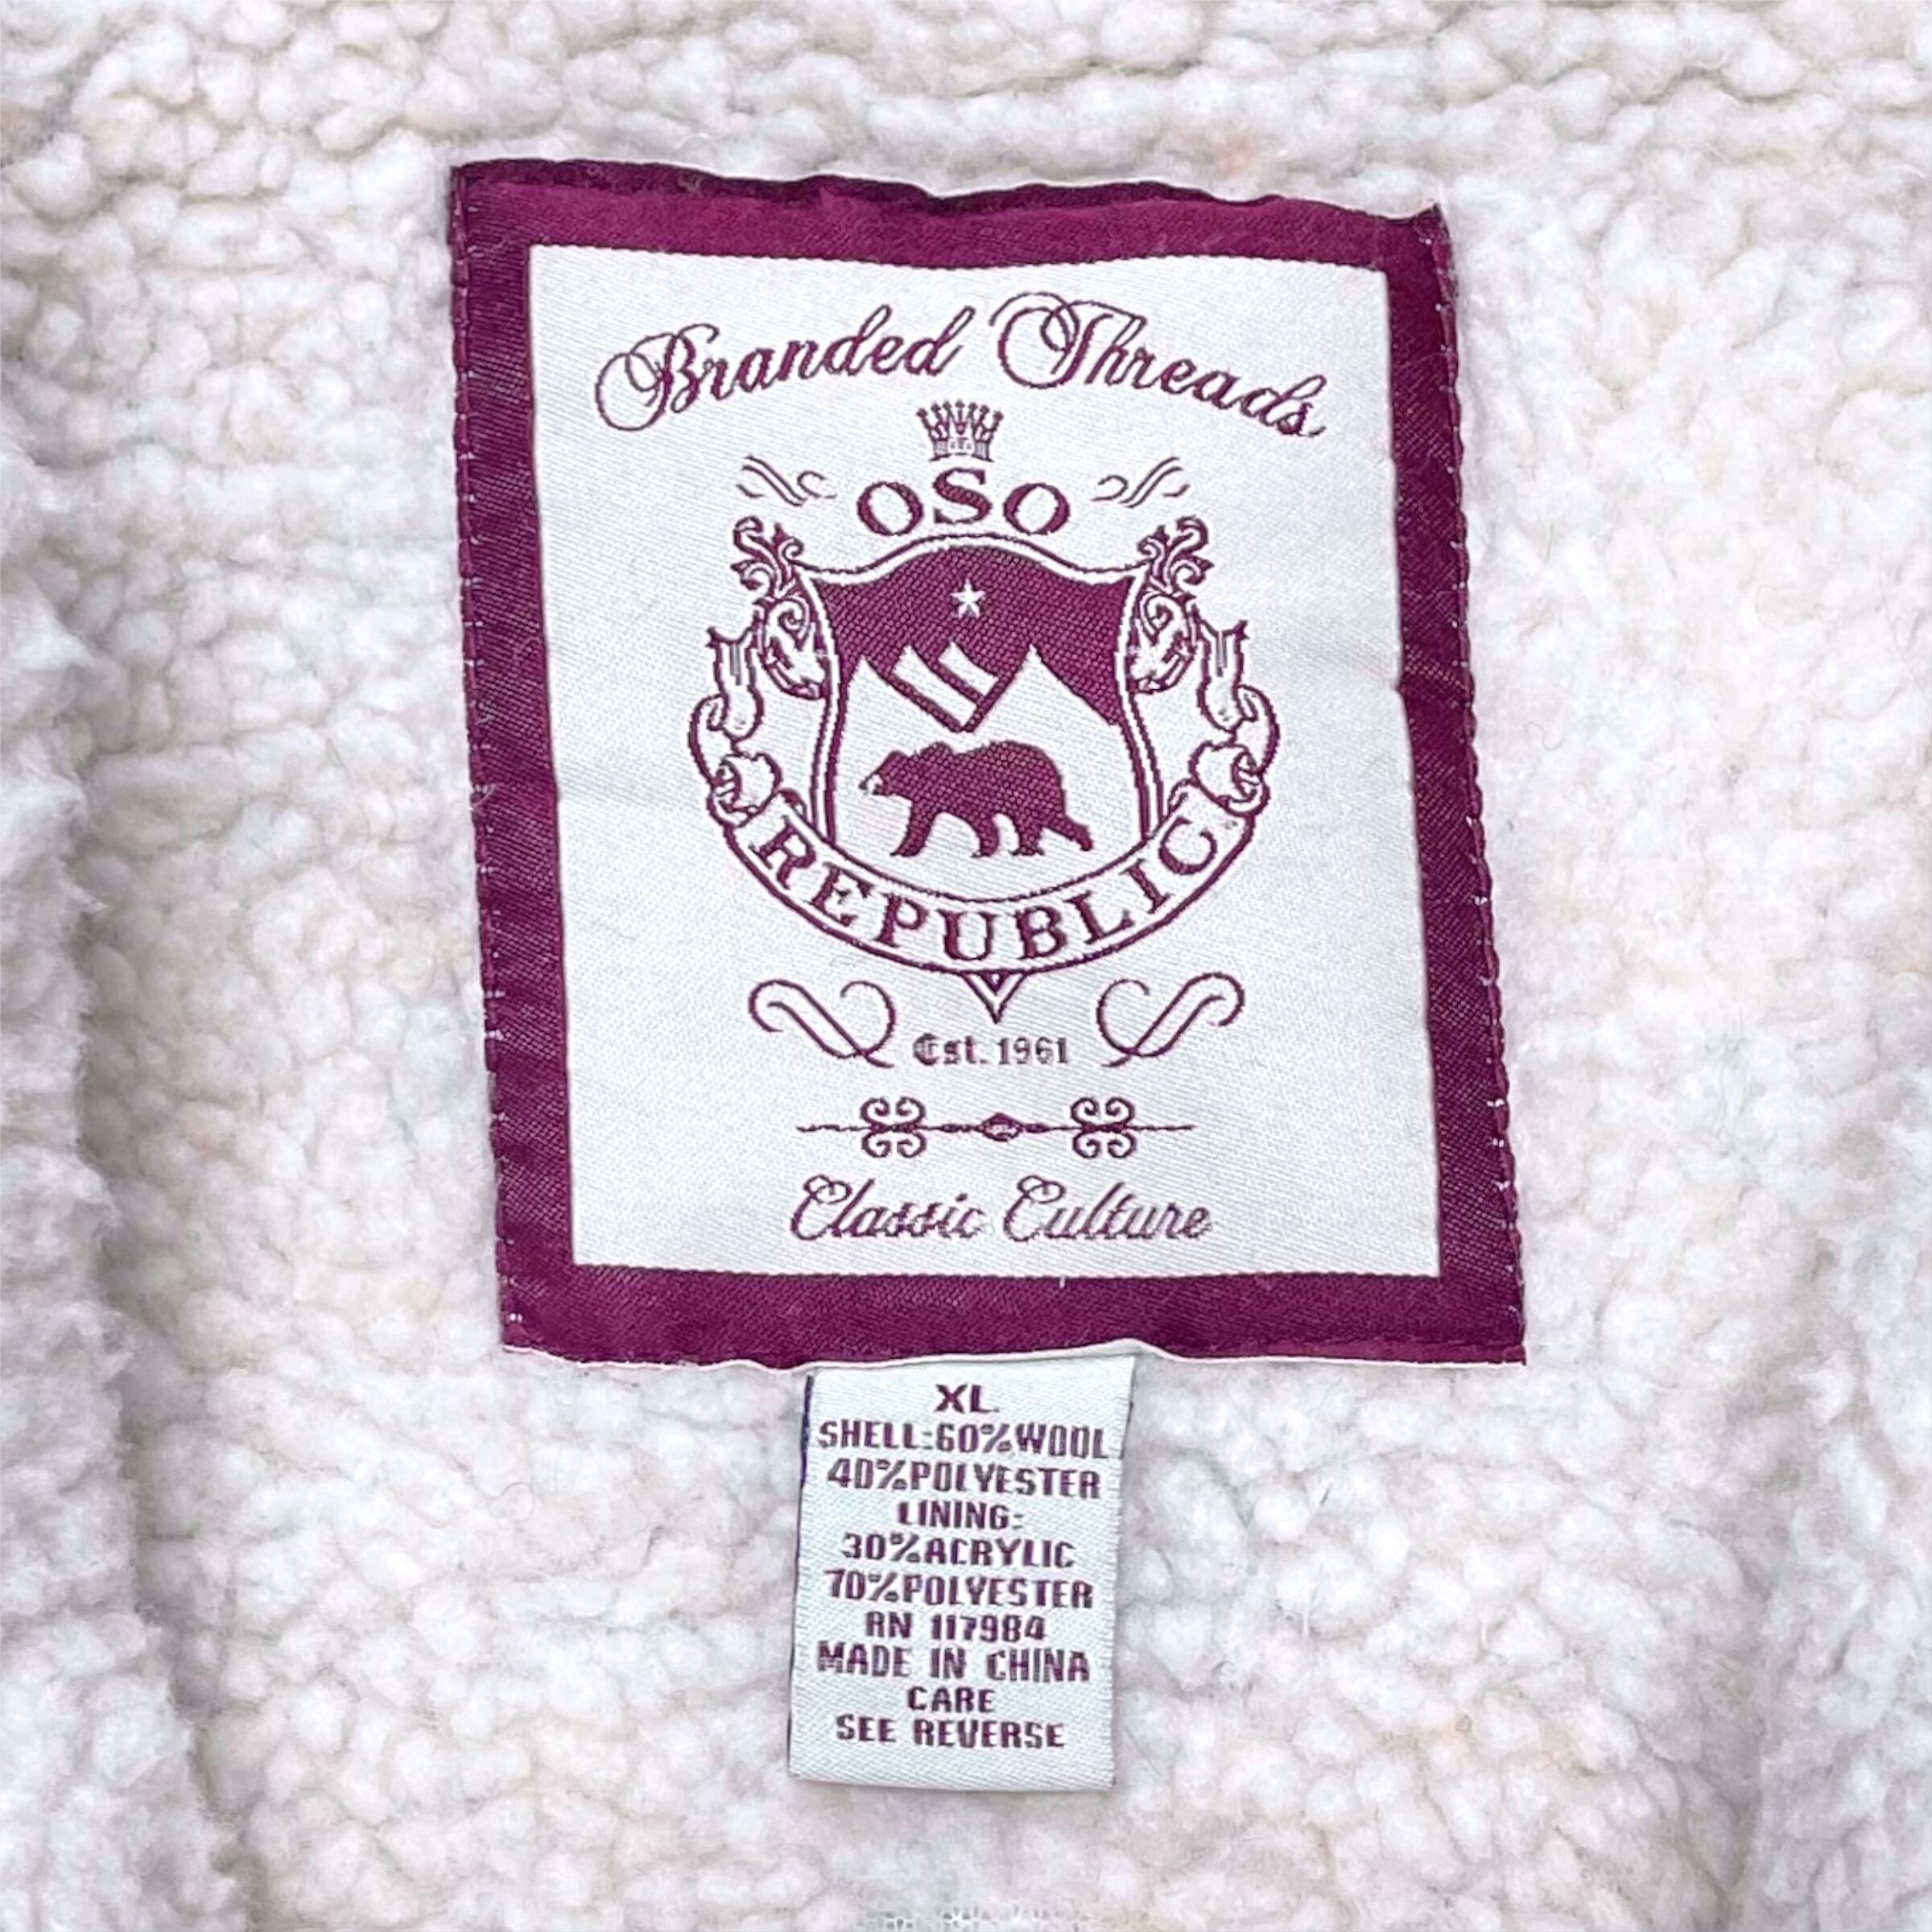 Branded Threads
OSO
REPUBLIC
Est. 1961
Classic Culture
XL
SHELL:60%WOOL
40%POLYESTER
LINING:
30%ACRYLIC
70%POLYESTER
RN 117984
MADE IN CHINA
CARE
SEE REVERSE